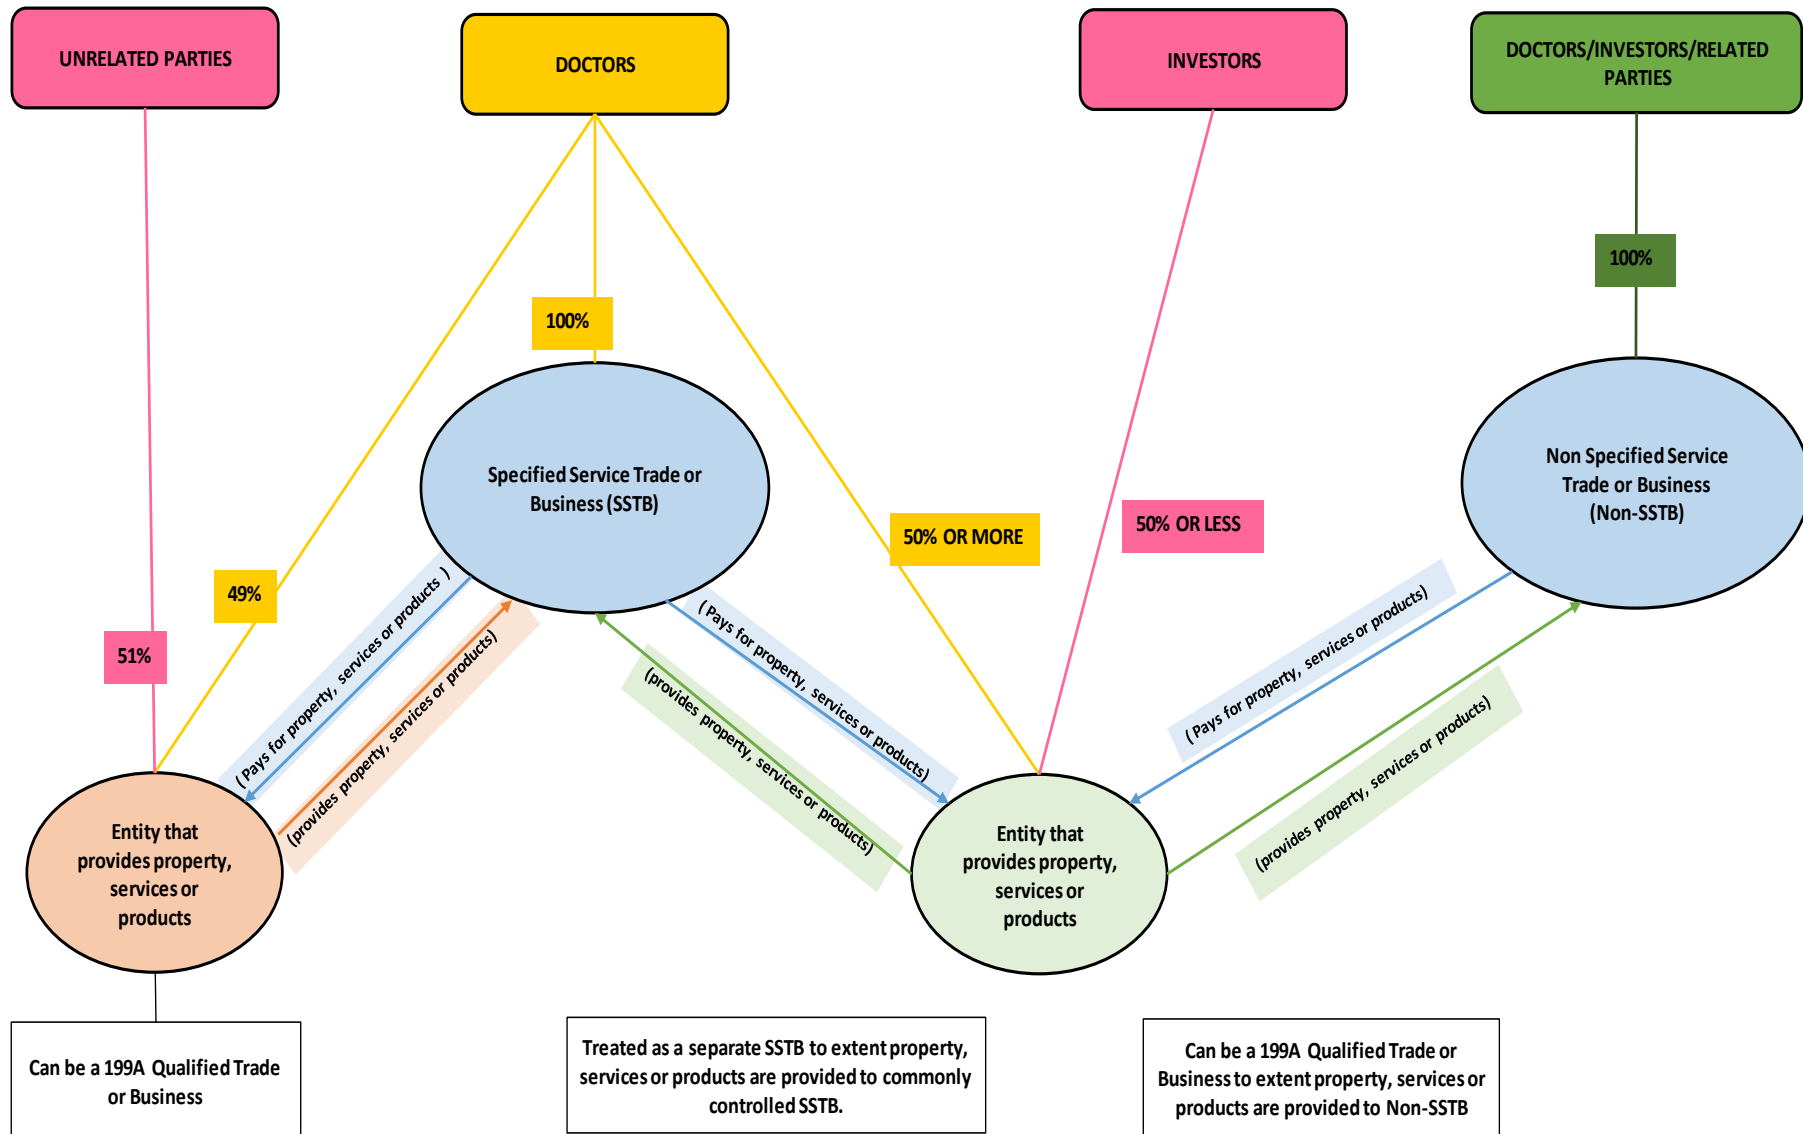 UNRELATED PARTIES
DOCTORS
INVESTORS
DOCTORS/INVESTORS/RELATED
PARTIES
100%
100%
Specified Service Trade or
Business (SSTB)
Non Specified Service
Trade or Business
(Non-SSTB)
50% OR MORE
50% OR LESS
49%
51%
( Pays for property, services or products )
(provides property, services or products)
( Pays for property, services or products)
(provides property, services or products)
( Pays for property, services or products)
(provides property, services or products)
Entity that
provides property,
services or
products
Entity that
provides property,
services or
products
Can be a 199A Qualified Trade
or Business
Treated as a separate SSTB to extent property,
services or products are provided to commonly
controlled SSTB.
Can be a 199A Qualified Trade or
Business to extent property, services or
products are provided to Non-SSTB